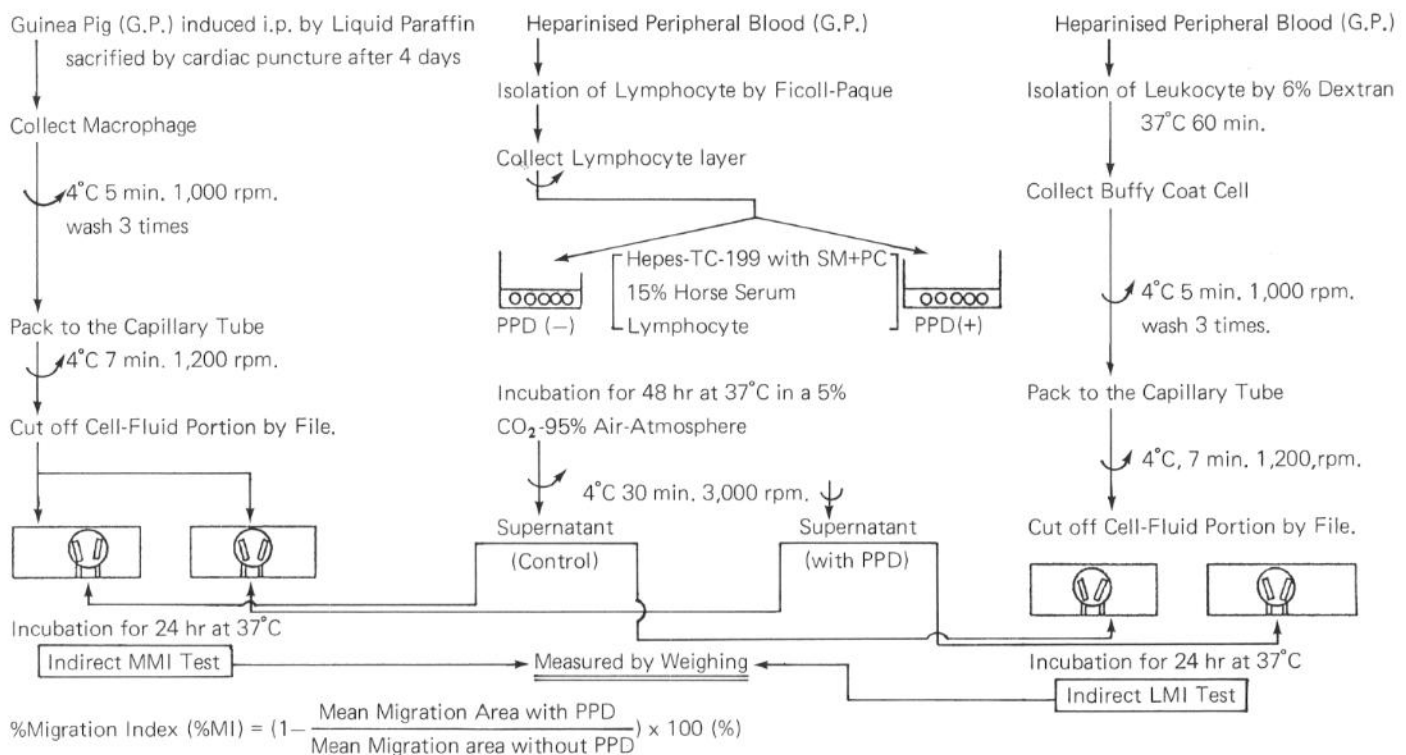 Guinea Pig (G.P.) induced i.p. by Liquid Paraffin
sacrified by cardiac puncture after 4 days
Collect Macrophage
4°C 5 min. 1,000 rpm.
wash 3 times
Pack to the Capillary Tube
4°C 7 min. 1,200 rpm.
Cut off Cell-Fluid Portion by File.
Incubation for 24 hr at 37°C
Indirect MMI Test
Heparinised Peripheral Blood (G.P.)
Isolation of Lymphocyte by Ficoll-Paque
Collect Lymphocyte layer
PPD (−)
Hepes-TC-199 with SM+PC
15% Horse Serum
Lymphocyte
PPD(+)
Incubation for 48 hr at 37°C in a 5%
CO₂-95% Air-Atmosphere
4°C 30 min. 3,000 rpm.
Supernatant
(Control)
Supernatant
(with PPD)
Measured by Weighing
Heparinised Peripheral Blood (G.P.)
Isolation of Leukocyte by 6% Dextran
37°C 60 min.
Collect Buffy Coat Cell
4°C 5 min. 1,000 rpm.
wash 3 times.
Pack to the Capillary Tube
4°C, 7 min. 1,200,rpm.
Cut off Cell-Fluid Portion by File.
Incubation for 24 hr at 37°C
Indirect LMI Test
%Migration Index (%MI) = (1− Mean Migration Area with PPD / Mean Migration area without PPD) x 100 (%)